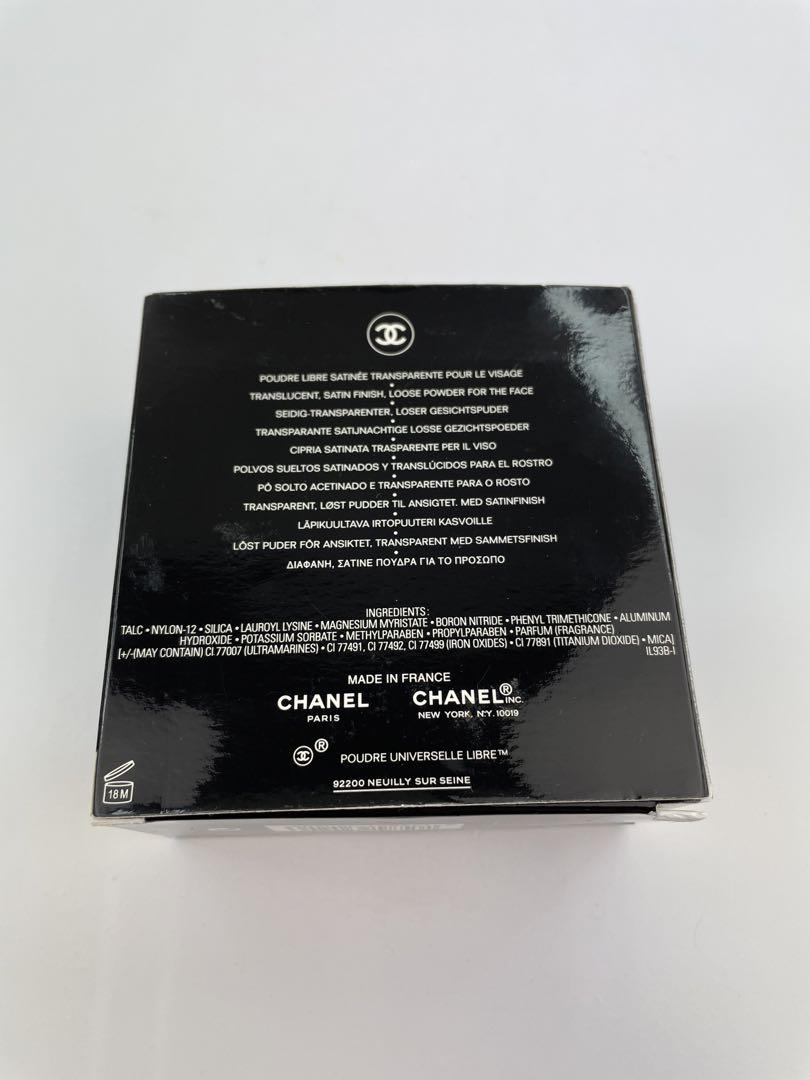 POUDRE LIBRE SATINÉE TRANSPARENTE POUR LE VISAGE
•
TRANSLUCENT, SATIN FINISH, LOOSE POWDER FOR THE FACE
•
SEIDIG-TRANSPARENTER, LOSER GESICHTSPUDER
•
TRANSPARANTE SATIJNACHTIGE LOSSE GEZICHTSPOEDER
•
CIPRIA SATINATA TRASPARENTE PER IL VISO
•
POLVOS SUELTOS SATINADOS Y TRANSLÚCIDOS PARA EL ROSTRO
•
PÓ SOLTO ACETINADO E TRANSPARENTE PARA O ROSTO
•
TRANSPARENT, LØST PUDDER TIL ANSIGTET. MED SATINFINISH
•
LÄPIKUULTAVA IRTOPUUTERI KASVOILLE
•
LÖST PUDER FÖR ANSIKTET, TRANSPARENT MED SAMMETSFINISH
•
ΔΙΑΦΑΝΗ, ΣΑΤΙΝΕ ΠΟΥΔΡΑ ΓΙΑ ΤΟ ΠΡΟΣΩΠΟ
INGREDIENTS:
TALC • NYLON-12 • SILICA • LAUROYL LYSINE • MAGNESIUM MYRISTATE • BORON NITRIDE • PHENYL TRIMETHICONE • ALUMINUM
HYDROXIDE • POTASSIUM SORBATE • METHYLPARABEN • PROPYLPARABEN • PARFUM (FRAGRANCE)
[+/-(MAY CONTAIN) CI 77007 (ULTRAMARINES) • CI 77491, CI 77492, CI 77499 (IRON OXIDES) • CI 77891 (TITANIUM DIOXIDE) • MICA]
IL93B-I
MADE IN FRANCE
CHANEL CHANEL® INC.
PARIS NEW YORK, N.Y. 10019
® POUDRE UNIVERSELLE LIBRE™
92200 NEUILLY SUR SEINE
18 M